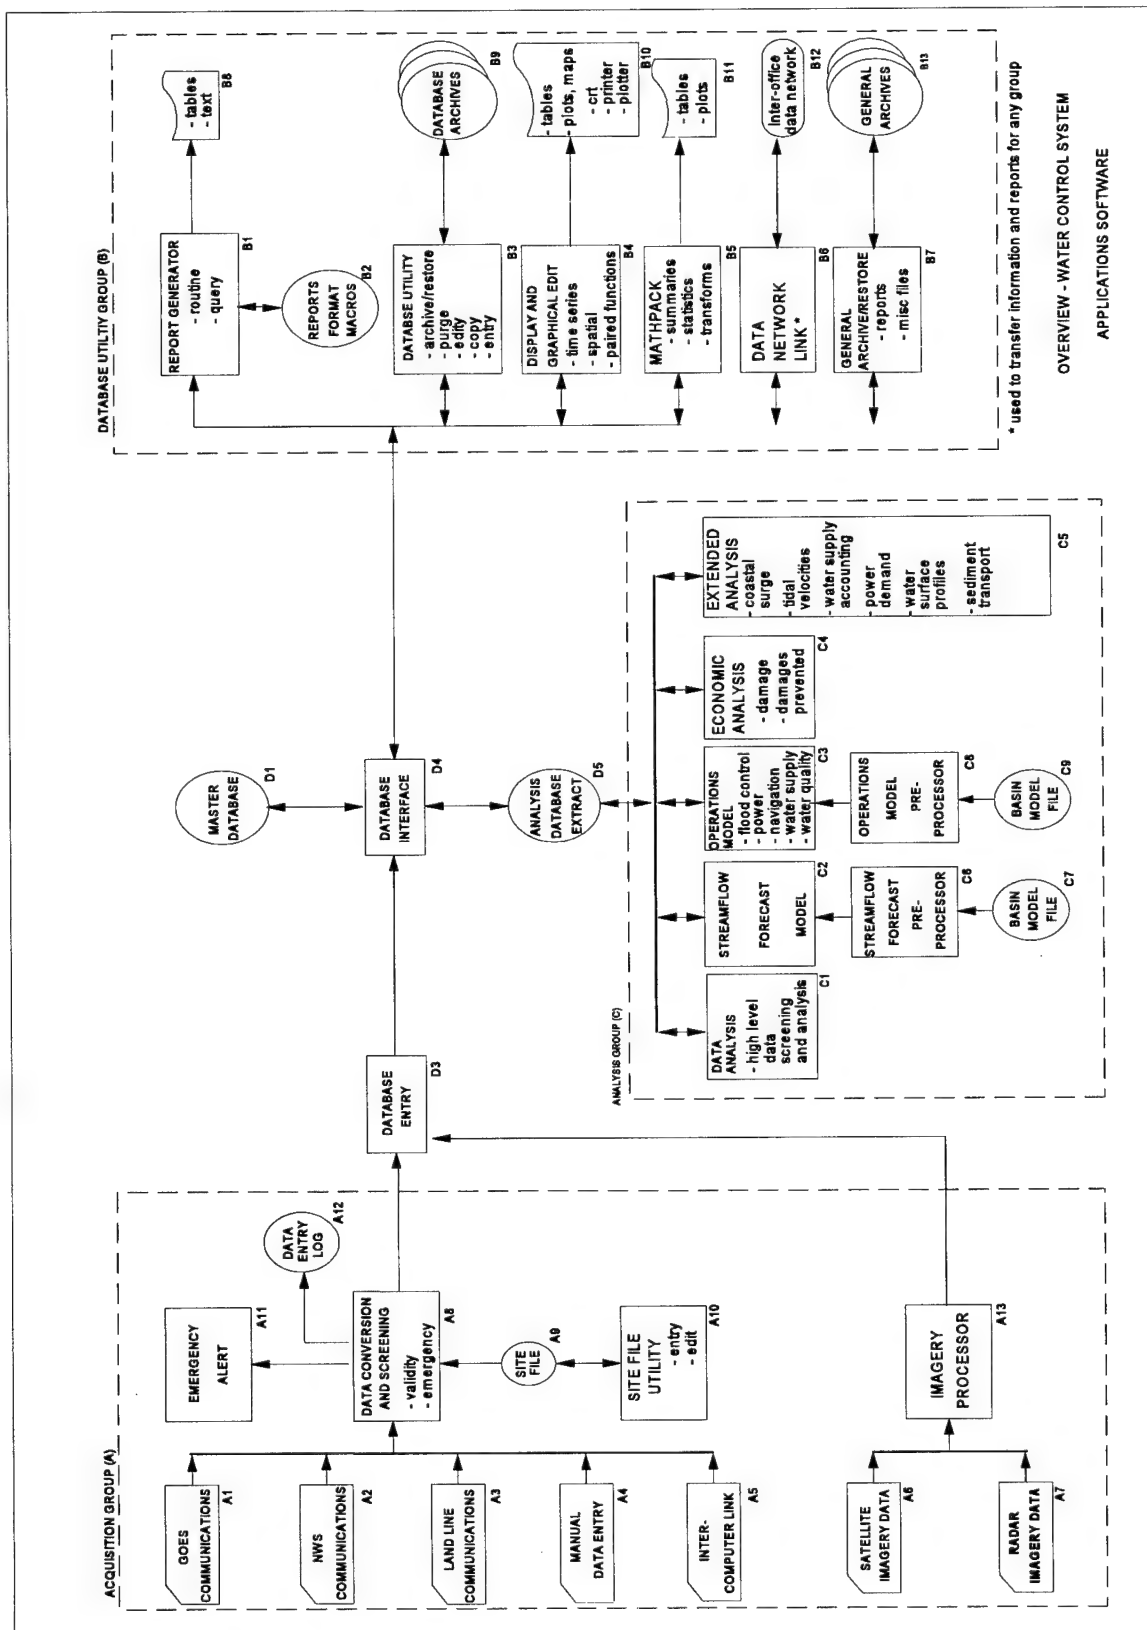 ACQUISITION GROUP (A)
GOES
COMMUNICATIONS
A1
NWS
COMMUNICATIONS
A2
LAND LINE
COMMUNICATIONS
A3
MANUAL
DATA ENTRY
A4
INTER-
COMPUTER LINK
A5
SATELLITE
IMAGERY DATA
A6
RADAR
IMAGERY DATA
A7
EMERGENCY
ALERT
A11
DATA
ENTRY
LOG
A12
DATA CONVERSION
AND SCREENING
- validity
- emergency
A8
SITE
FILE
A9
SITE FILE
UTILITY
- entry
- edit
A10
IMAGERY
PROCESSOR
A13
DATABASE
ENTRY
D3
MASTER
DATABASE
D1
DATABASE
INTERFACE
D4
ANALYSIS
DATABASE
EXTRACT
D5
ANALYSIS GROUP (C)
DATA
ANALYSIS
- high level
data
screening
and analysis
C1
STREAMFLOW
FORECAST
MODEL
C2
OPERATIONS
MODEL
- flood control
- power
- navigation
- water supply
- water quality
C3
ECONOMIC
ANALYSIS
- damage
- damages
prevented
C4
EXTENDED
ANALYSIS
- coastal
surge
- tidal
velocities
- water supply
accounting
- power
demand
- water
surface
profiles
- sediment
transport
C5
STREAMFLOW
FORECAST
PRE-
PROCESSOR
C6
BASIN
MODEL
FILE
C7
OPERATIONS
MODEL
PRE-
PROCESSOR
C8
BASIN
MODEL
FILE
C9
DATABASE UTILTIY GROUP (B)
REPORT GENERATOR
- routine
- query
B1
- tables
- text
B8
REPORTS
FORMAT
MACROS
B2
DATABSE UTILITY
- archive/restore
- purge
- edity
- copy
- entry
B3
DATABASE
ARCHIVES
B9
DISPLAY AND
GRAPHICAL EDIT
- time series
- spatial
- paired functions
B4
- tables
- plots, maps
- crt
- printer
- plotter
B10
MATHPACK
- summaries
- statistics
- transforms
B5
- tables
- plots
B11
DATA
NETWORK
LINK *
B6
Inter-office
data network
B12
GENERAL
ARCHIVE/RESTORE
- reports
- misc files
B7
GENERAL
ARCHIVES
B13
* used to transfer information and reports for any group
OVERVIEW - WATER CONTROL SYSTEM
APPLICATIONS SOFTWARE